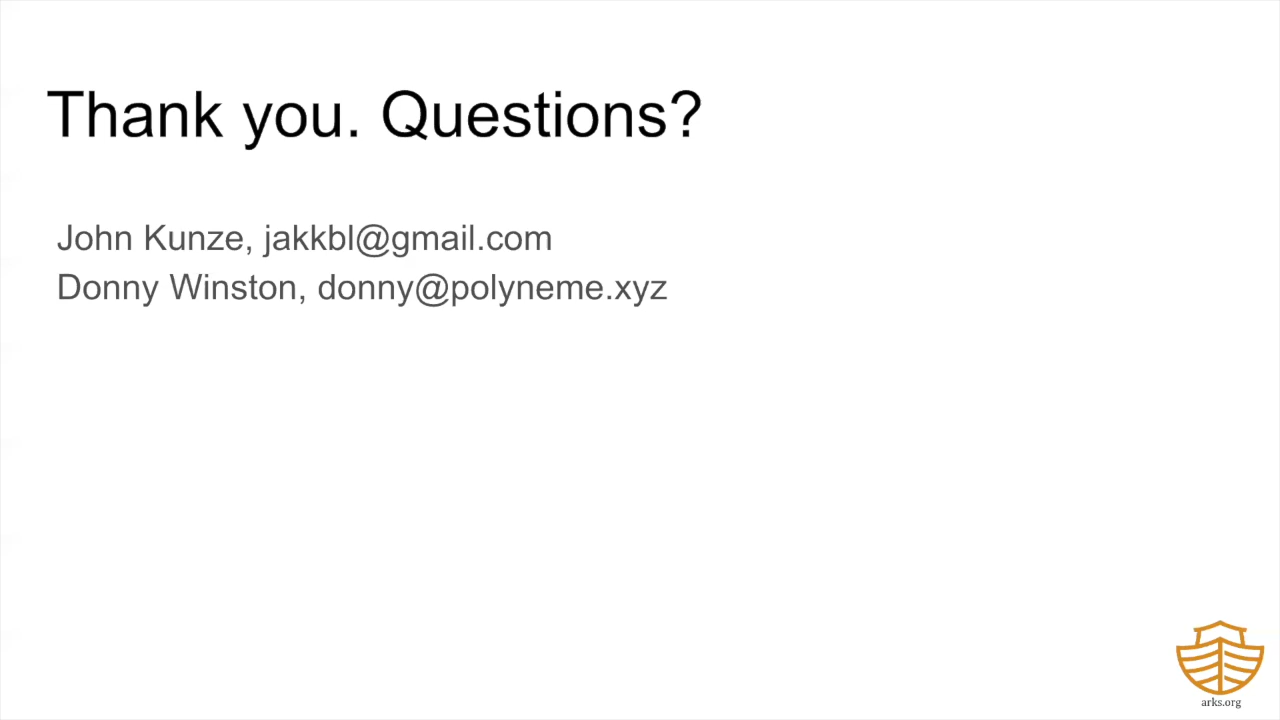 Thank you. Questions?
John Kunze, jakkbl@gmail.com
Donny Winston, donny@polyneme.xyz
arks.org